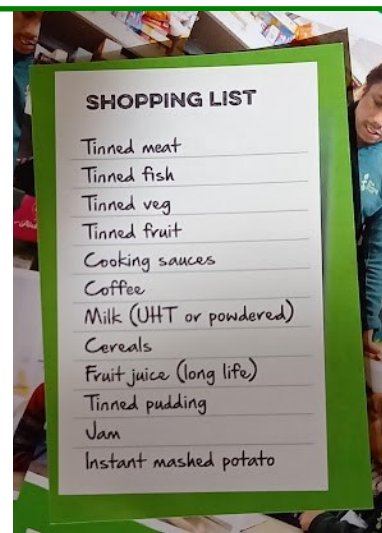 SHOPPING LIST
Tinned meat
Tinned fish
Tinned veg
Tinned fruit
Cooking sauces
Coffee
Milk (UHT or powdered)
Cereals
Fruit juice (long life)
Tinned pudding
Jam
Instant mashed potato